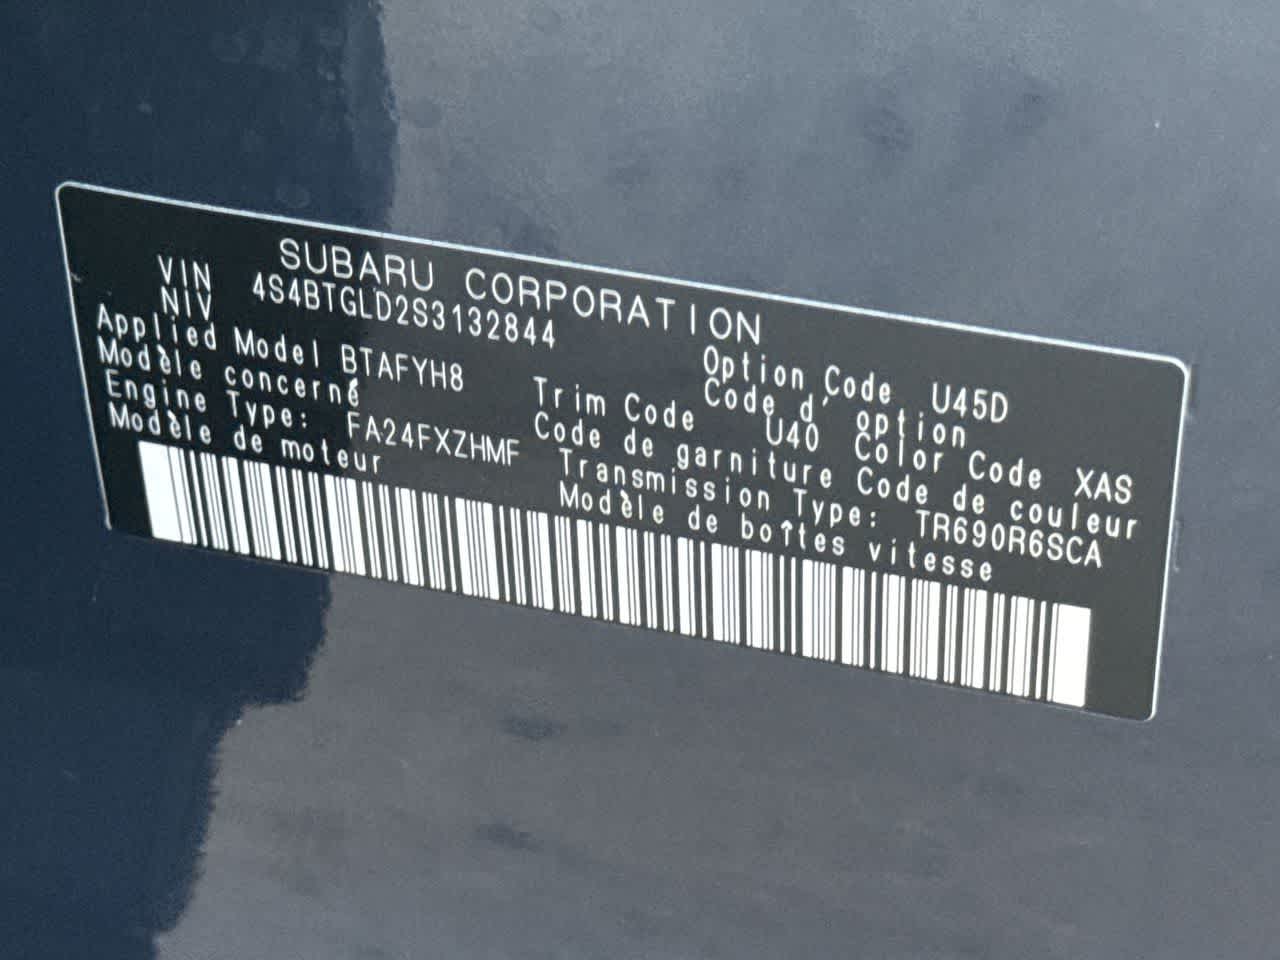 SUBARU CORPORATION
VIN
NIV 4S4BTGLD2S3132844
Applied Model BTAFYH8
Modèle concerné
Option Code U45D
Code d' option
Trim Code U40 Color Code XAS
Code de garniture Code de couleur
Engine Type: FA24FXZHMF
Modèle de moteur
Transmission Type: TR690R6SCA
Modèle de boîtes vitesse